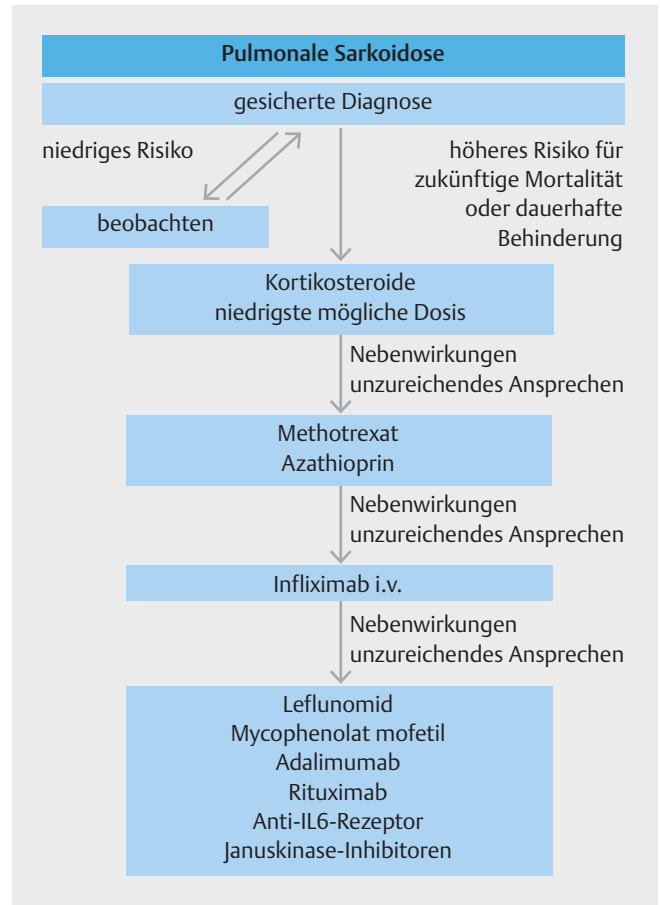 Pulmonale Sarkoidose
gesicherte Diagnose
niedriges Risiko
höheres Risiko für
zukünftige Mortalität
oder dauerhafte
Behinderung
beobachten
Kortikosteroide
niedrigste mögliche Dosis
Nebenwirkungen
unzureichendes Ansprechen
Methotrexat
Azathioprin
Nebenwirkungen
unzureichendes Ansprechen
Infliximab i.v.
Nebenwirkungen
unzureichendes Ansprechen
Leflunomid
Mycophenolat mofetil
Adalimumab
Rituximab
Anti-IL6-Rezeptor
Januskinase-Inhibitoren